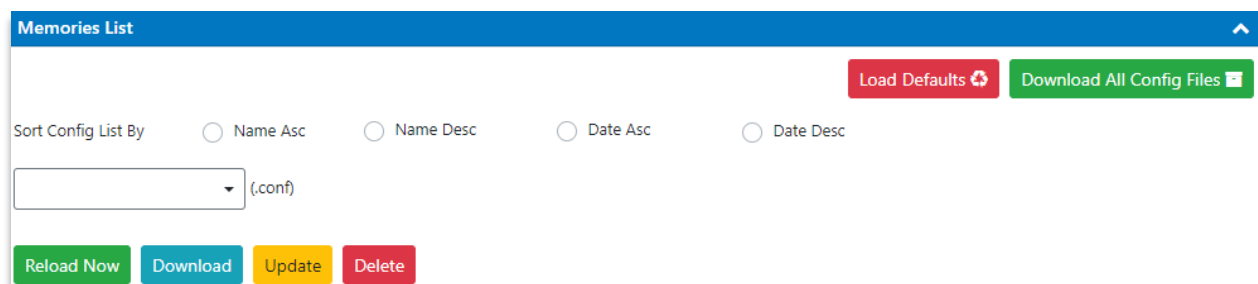 Memories List
Load Defaults Download All Config Files
Sort Config List By Name Asc Name Desc Date Asc Date Desc
(.conf)
Reload Now Download Update Delete